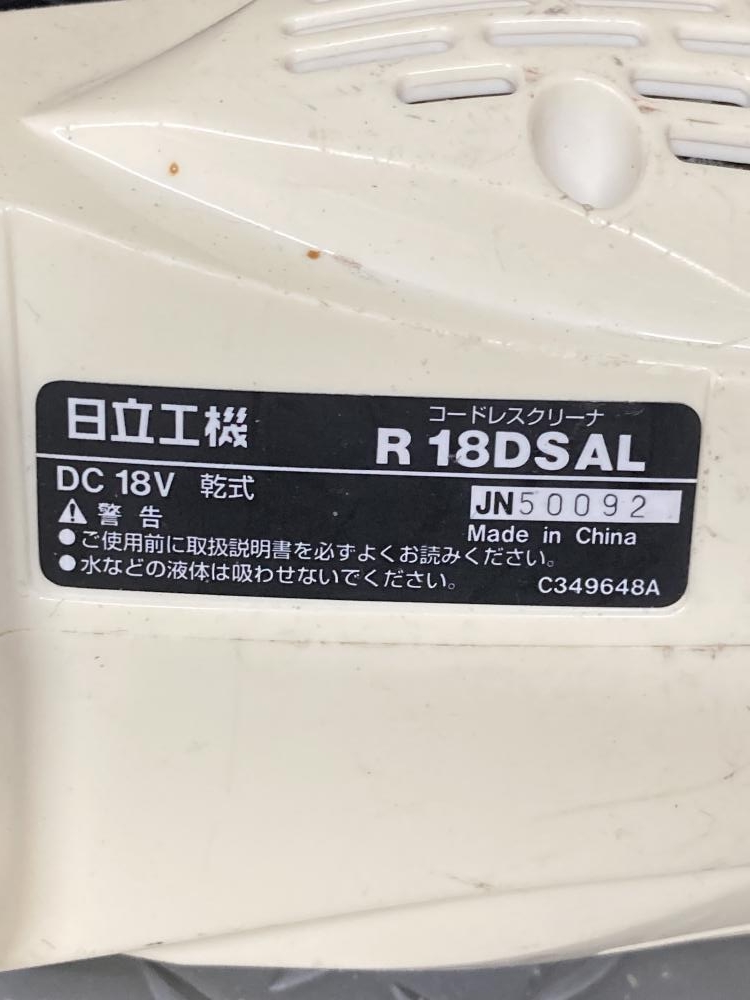 日立工機
コードレスクリーナ
R 18DSAL
DC 18V 乾式
JN50092
⚠警告
Made in China
●ご使用前に取扱説明書を必ずよくお読みください。
●水などの液体は吸わせないでください。
C349648A